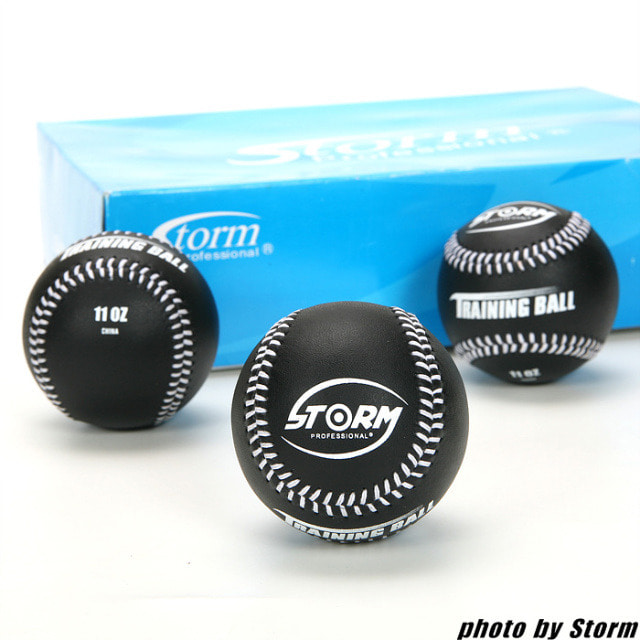 Storm
Professional®
Storm
Professional®
TRAINING BALL
11 OZ
CHINA
STORM
PROFESSIONAL®
TRAINING BALL
STORM
TRAINING BALL
11 OZ
photo by Storm